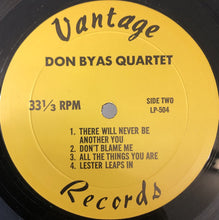 Vantage
DON BYAS QUARTET
33⅓ RPM
SIDE TWO
LP-504
1. THERE WILL NEVER BE
ANOTHER YOU
2. DON'T BLAME ME
3. ALL THE THINGS YOU ARE
4. LESTER LEAPS IN
Records